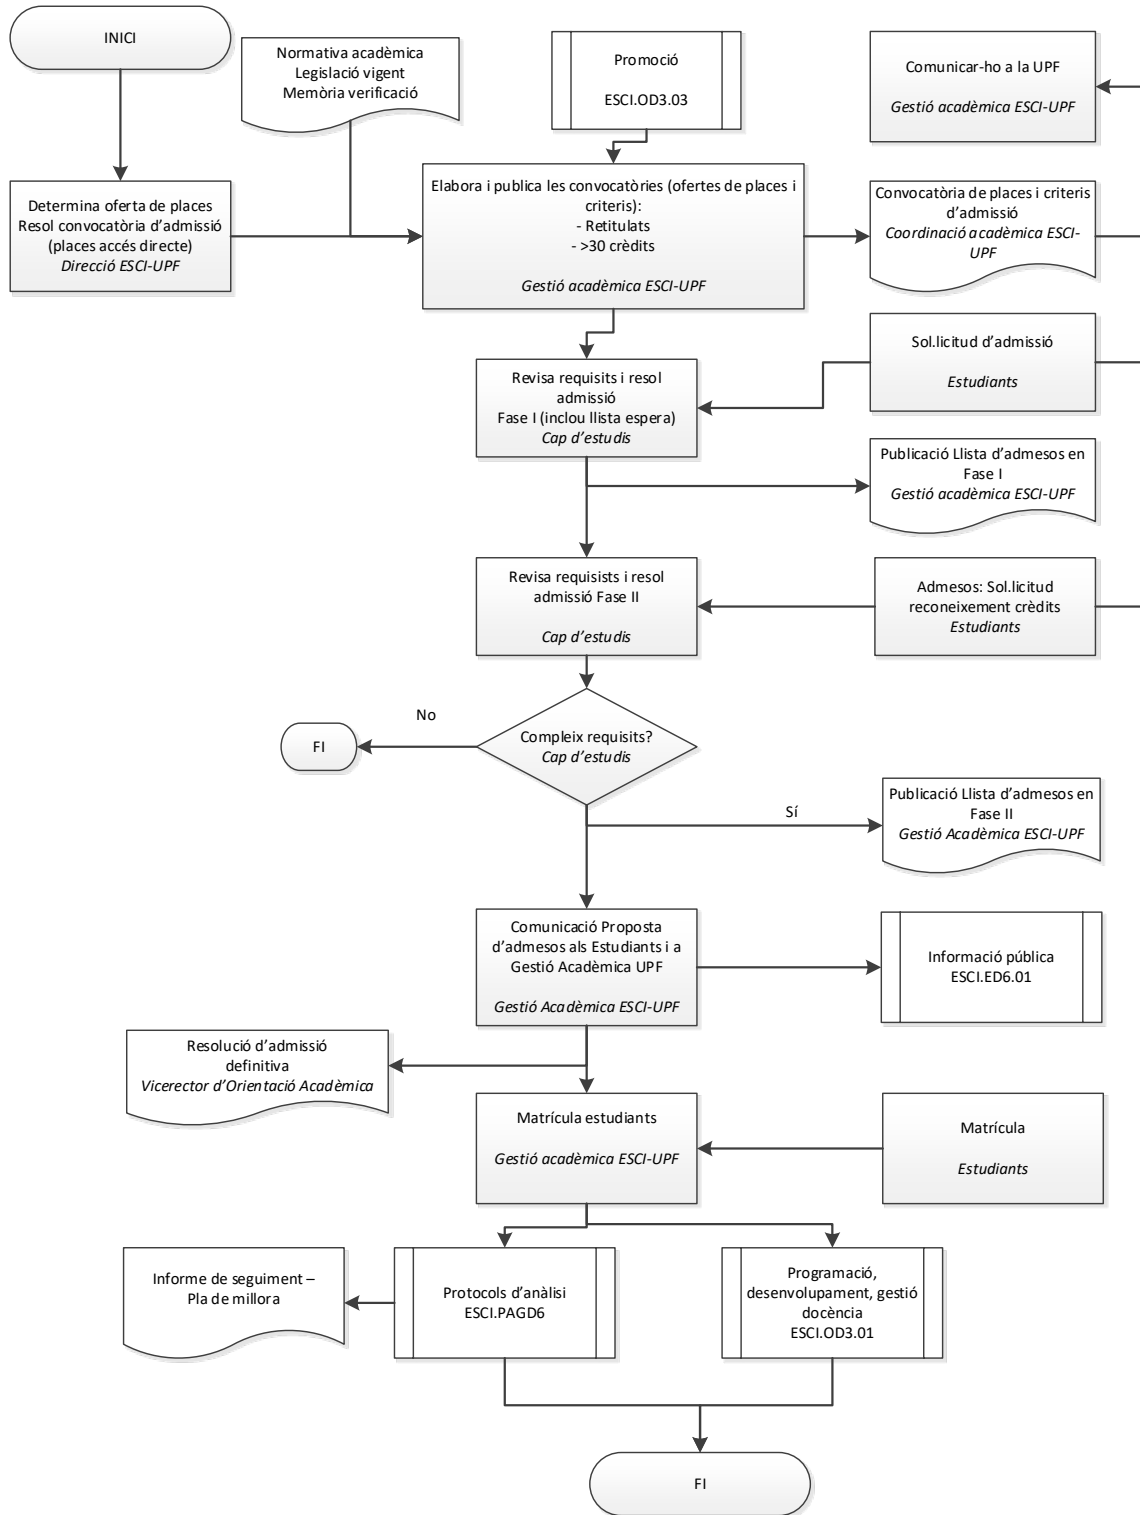 INICI
Normativa acadèmica
Legislació vigent
Memòria verificació
Promoció
ESCI.OD3.03
Comunicar-ho a la UPF
Gestió acadèmica ESCI-UPF
Determina oferta de places
Resol convocatòria d’admissió
(places accés directe)
Direcció ESCI-UPF
Elabora i publica les convocatòries (ofertes de places i
criteris):
- Retitulats
- >30 crèdits
Gestió acadèmica ESCI-UPF
Convocatòria de places i criteris
d’admissió
Coordinació acadèmica ESCI-
UPF
Sol.licitud d’admissió
Estudiants
Revisa requisits i resol
admissió
Fase I (inclou llista espera)
Cap d’estudis
Publicació Llista d’admesos en
Fase I
Gestió acadèmica ESCI-UPF
Revisa requisists i resol
admissió Fase II
Cap d’estudis
Admesos: Sol.licitud
reconeixement crèdits
Estudiants
No
FI
Compleix requisits?
Cap d’estudis
Sí
Publicació Llista d’admesos en
Fase II
Gestió Acadèmica ESCI-UPF
Comunicació Proposta
d’admesos als Estudiants i a
Gestió Acadèmica UPF
Gestió Acadèmica ESCI-UPF
Informació pública
ESCI.ED6.01
Resolució d’admissió
definitiva
Vicerector d’Orientació Acadèmica
Matrícula estudiants
Gestió acadèmica ESCI-UPF
Matrícula
Estudiants
Informe de seguiment –
Pla de millora
Protocols d’anàlisi
ESCI.PAGD6
Programació,
desenvolupament, gestió
docència
ESCI.OD3.01
FI